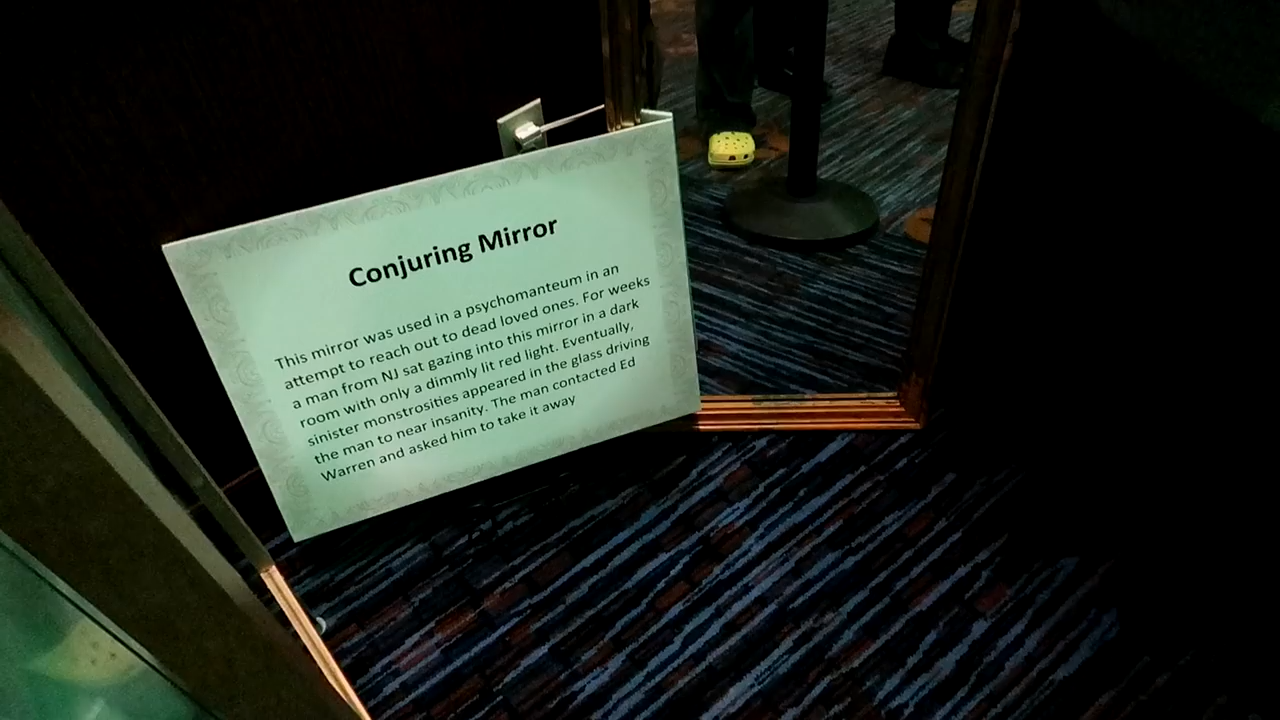 Conjuring Mirror
This mirror was used in a psychomanteum in an
attempt to reach out to dead loved ones. For weeks
a man from NJ sat gazing into this mirror in a dark
room with only a dimmly lit red light. Eventually,
sinister monstrosities appeared in the glass driving
the man to near insanity. The man contacted Ed
Warren and asked him to take it away